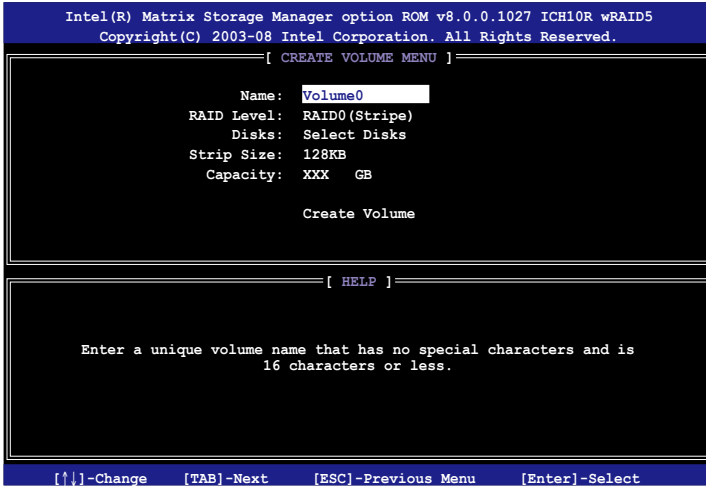 Intel(R) Matrix Storage Manager option ROM v8.0.0.1027 ICH10R wRAID5
Copyright(C) 2003-08 Intel Corporation. All Rights Reserved.
[ CREATE VOLUME MENU ]
Name: Volume0
RAID Level: RAID0(Stripe)
Disks: Select Disks
Strip Size: 128KB
Capacity: XXX GB
Create Volume
[ HELP ]
Enter a unique volume name that has no special characters and is
16 characters or less.
[↑↓]-Change [TAB]-Next [ESC]-Previous Menu [Enter]-Select